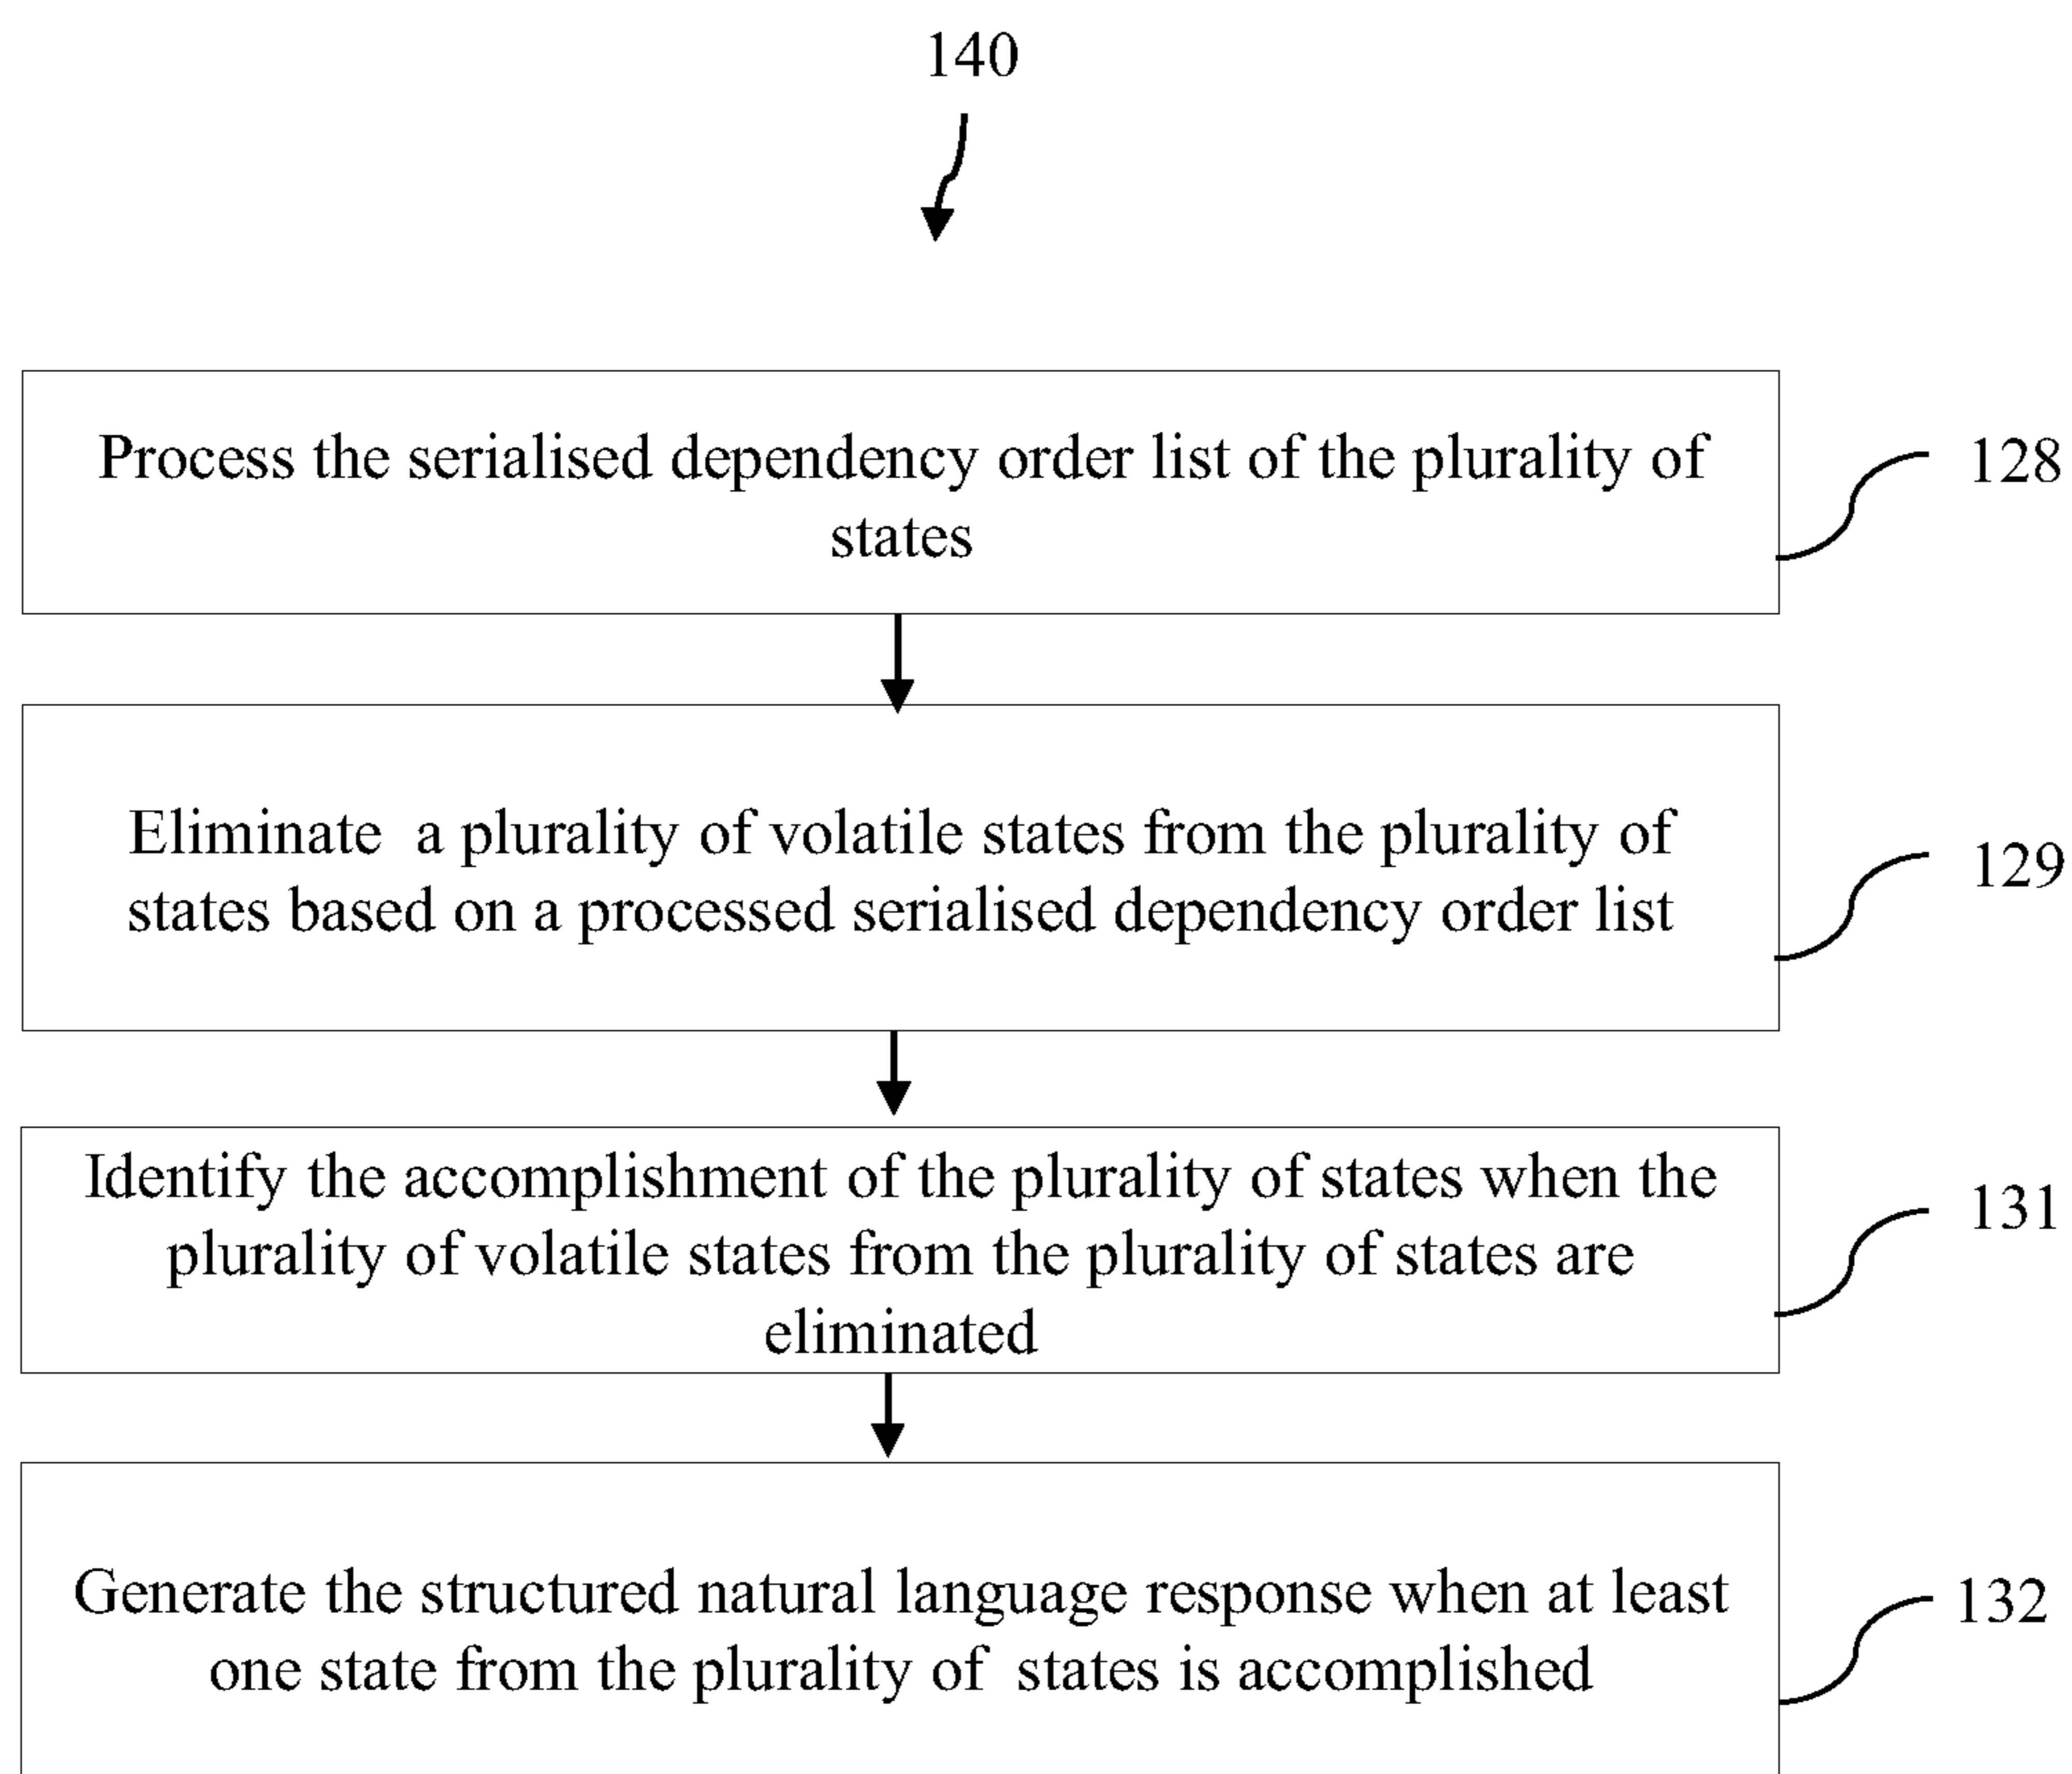 140
Process the serialised dependency order list of the plurality of
states
128
Eliminate  a plurality of volatile states from the plurality of
states based on a processed serialised dependency order list
129
Identify the accomplishment of the plurality of states when the
plurality of volatile states from the plurality of states are
eliminated
131
Generate the structured natural language response when at least
one state from the plurality of  states is accomplished
132